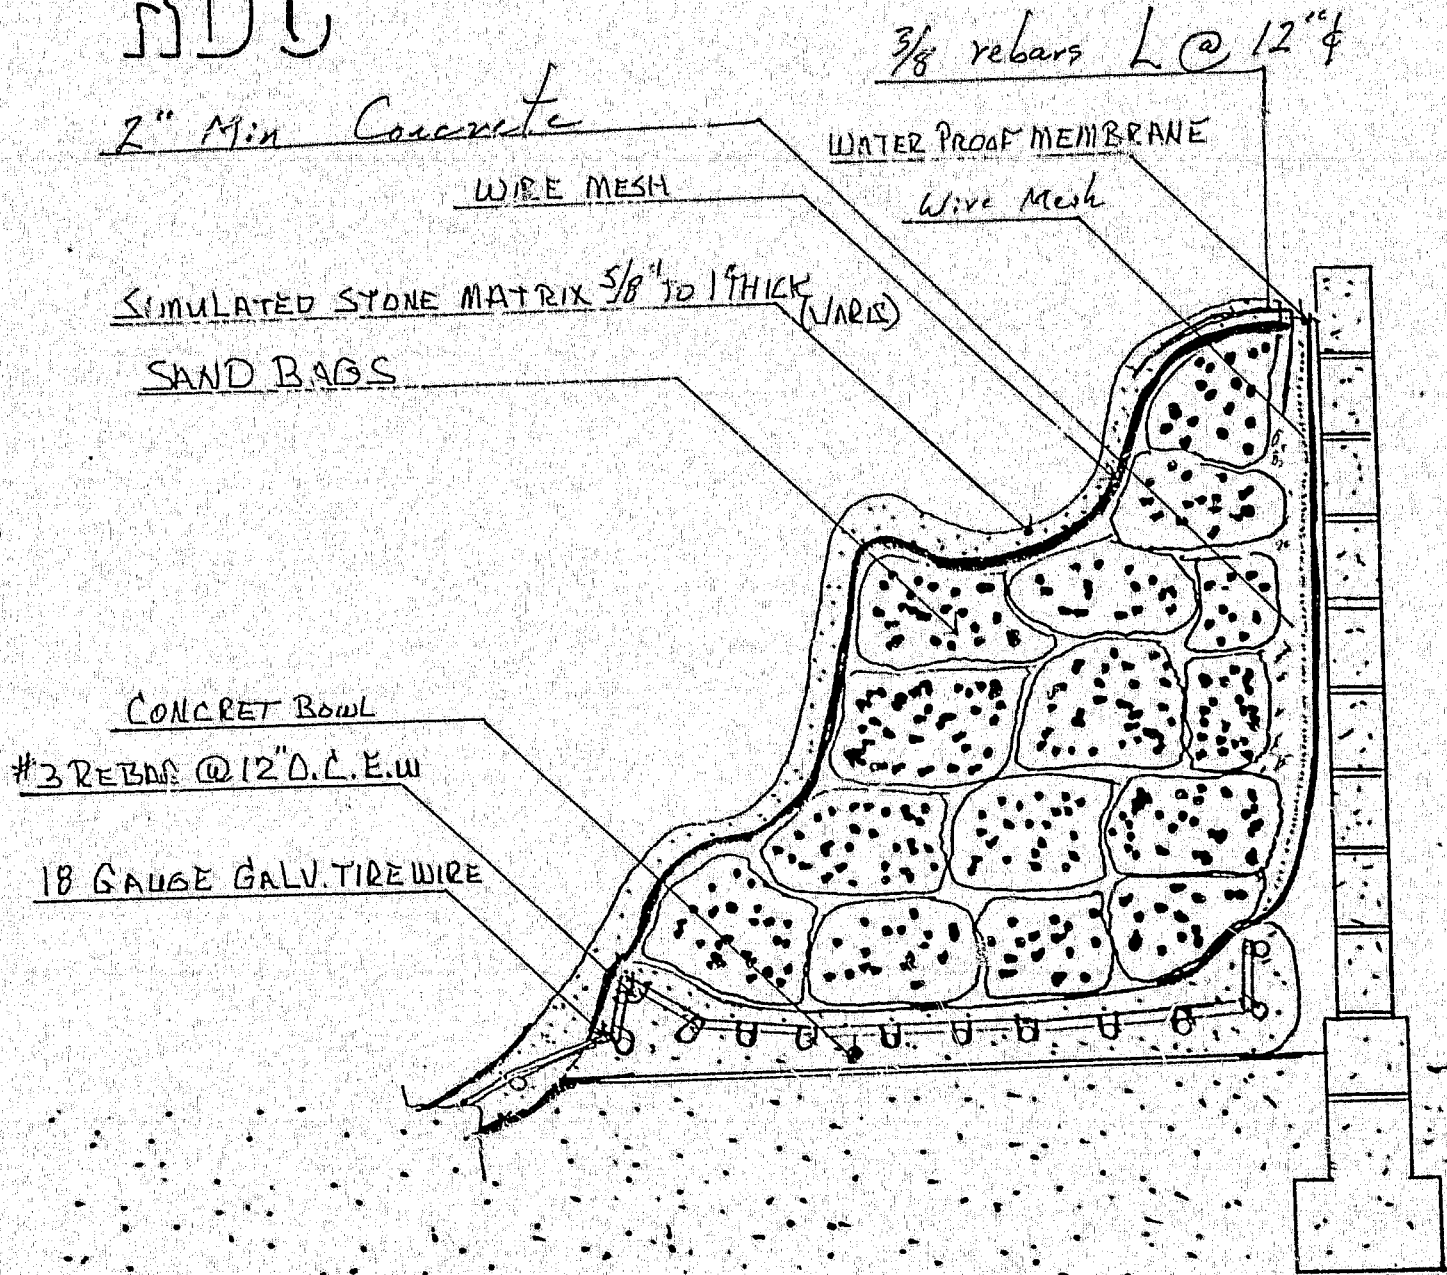 3/8 rebars L @ 12"¢
2" Min Concrete
WATER PROOF MEMBRANE
WIRE MESH
Wire Mesh
SIMULATED STONE MATRIX 5/8" TO 1" THICK
(VARIS)
SAND BAGS
CONCRET BOWL
#3 REBAR @ 12" O.C.E.W
18 GAUGE GALV. TIRE WIRE